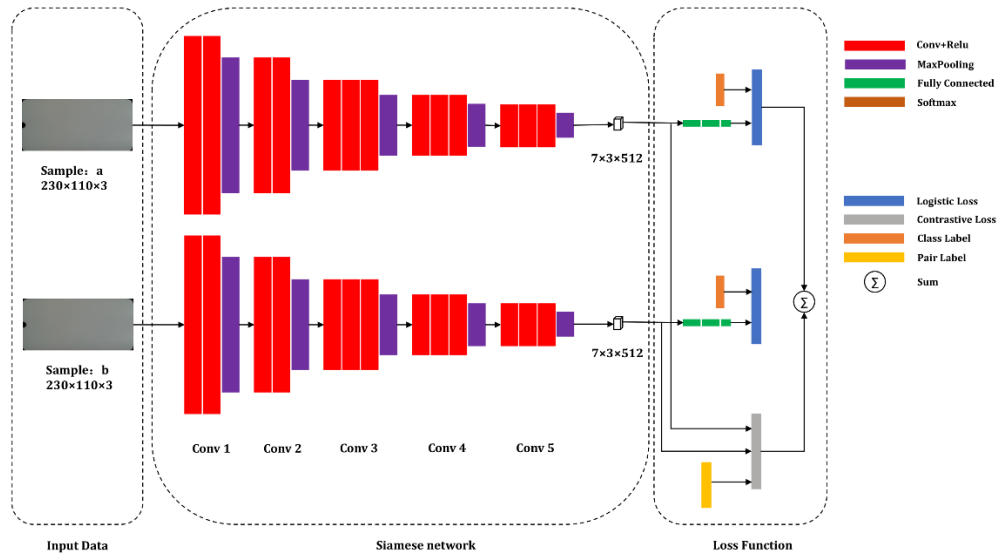 Sample：a
230×110×3
7×3×512
Sample：b
230×110×3
7×3×512
Conv 1
Conv 2
Conv 3
Conv 4
Conv 5
Input Data
Siamese network
Loss Function
Σ
Conv+Relu
MaxPooling
Fully Connected
Softmax
Logistic Loss
Contrastive Loss
Class Label
Pair Label
Σ
Sum